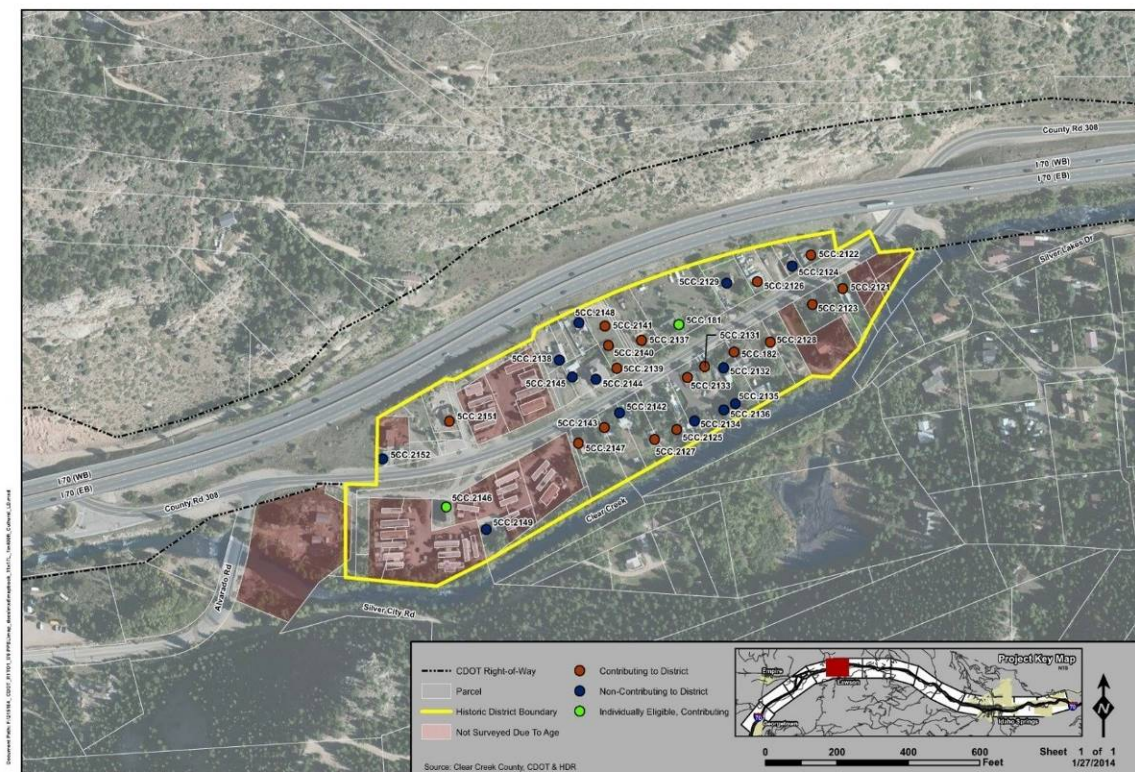 County Rd 308
I 70 (WB)
I 70 (EB)
Silver Lakes Dr
5CC.2122
5CC.2124
5CC.2129
5CC.2126
5CC.2121
5CC.2123
5CC.2148
5CC.181
5CC.2141
5CC.2131
5CC.2137
5CC.2128
5CC.2140
5CC.182
5CC.2138
5CC.2139
5CC.2132
5CC.2145
5CC.2144
5CC.2133
5CC.2135
5CC.2142
5CC.2136
5CC.2151
5CC.2143
5CC.2134
5CC.2125
5CC.2147
5CC.2127
5CC.2152
I 70 (WB)
I 70 (EB)
County Rd 308
5CC.2146
Clear Creek
5CC.2149
Alvarado Rd
Silver City Rd
CDOT Right-of-Way
Parcel
Historic District Boundary
Not Surveyed Due To Age
Contributing to District
Non-Contributing to District
Individually Eligible, Contributing
Source: Clear Creek County, CDOT & HDR
Project Key Map
NTS
Empire
Lawson
Georgetown
Idaho Springs
70
70
N
0 200 400 600
Feet
Sheet 1 of 1
1/27/2014